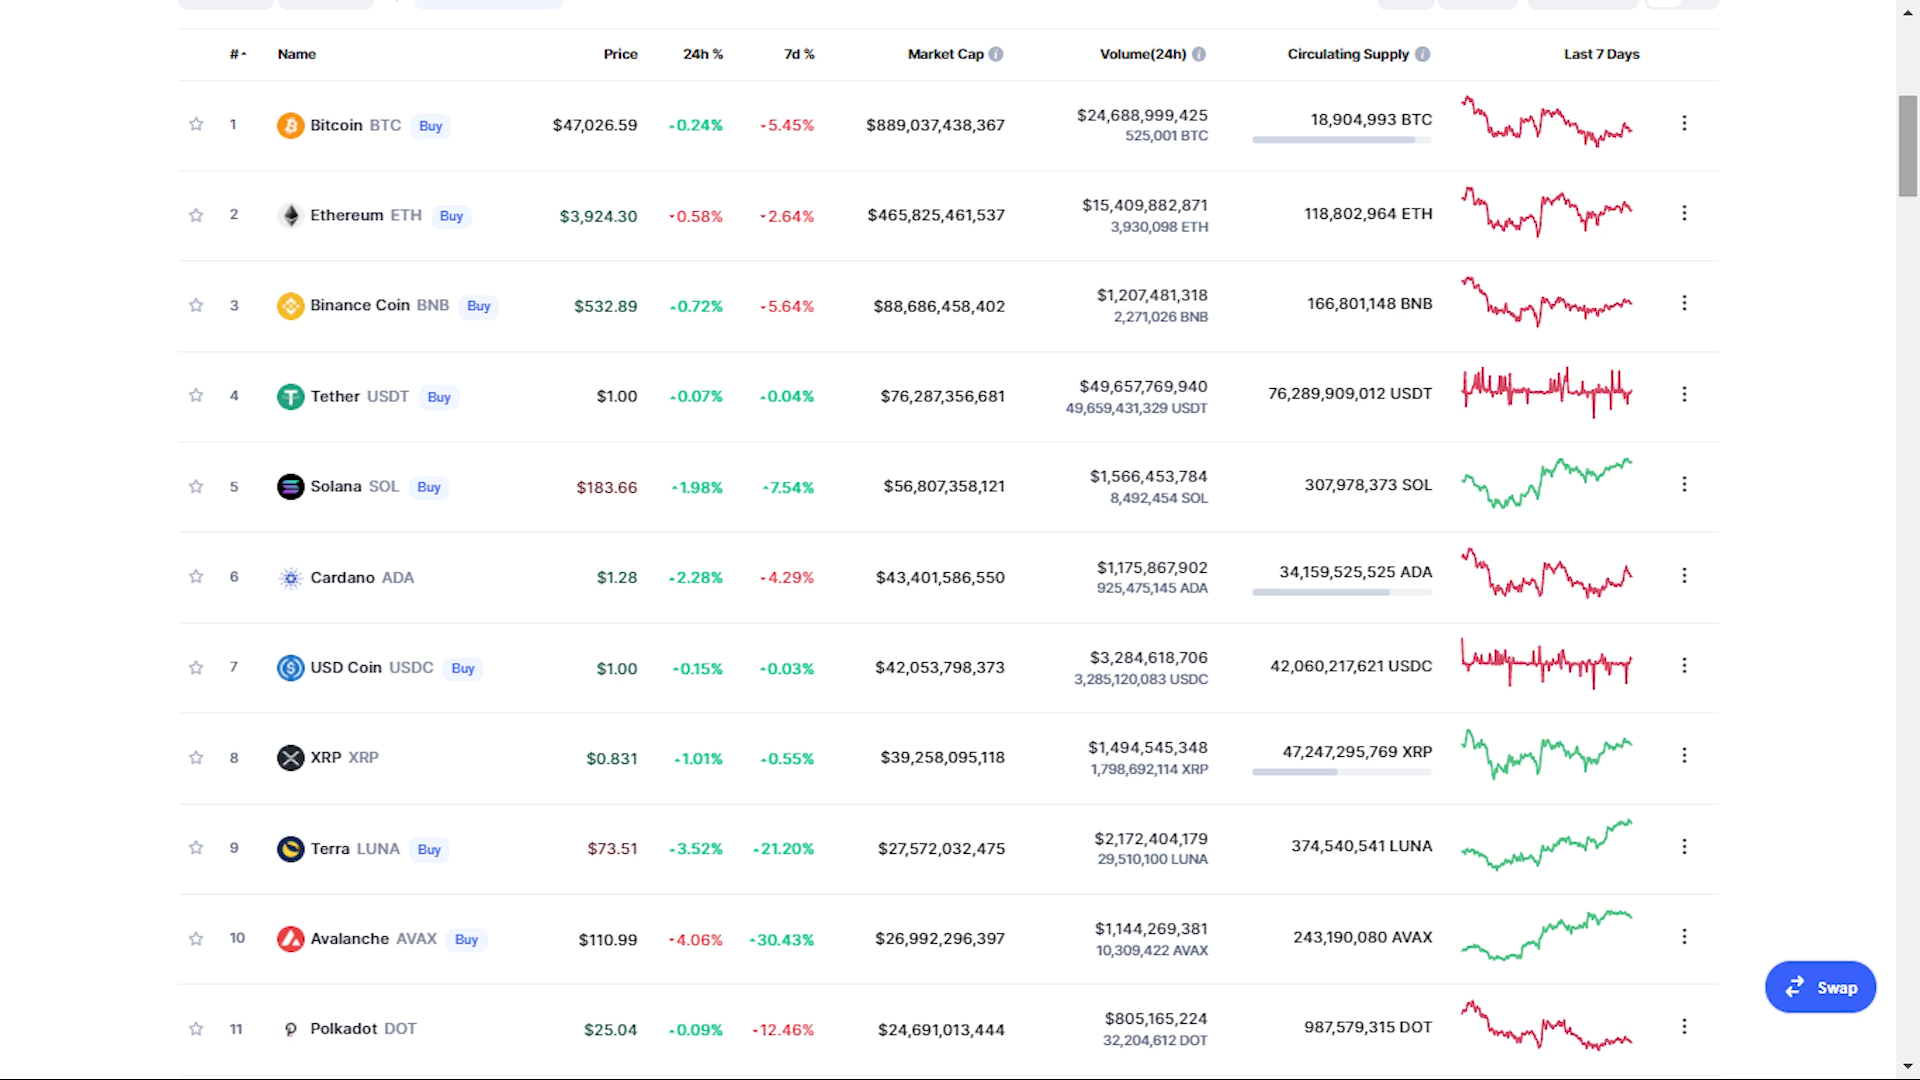 # Name Price 24h % 7d % Market Cap Volume(24h) Circulating Supply Last 7 Days
1 Bitcoin BTC Buy $47,026.59 0.24% 5.45% $889,037,438,367 $24,688,999,425 18,904,993 BTC
525,001 BTC
2 Ethereum ETH Buy $3,924.30 0.58% 2.64% $465,825,461,537 $15,409,882,871 118,802,964 ETH
3,930,098 ETH
3 Binance Coin BNB Buy $532.89 0.72% 5.64% $88,686,458,402 $1,207,481,318 166,801,148 BNB
2,271,026 BNB
4 Tether USDT Buy $1.00 0.07% 0.04% $76,287,356,681 $49,657,769,940 76,289,909,012 USDT
49,659,431,329 USDT
5 Solana SOL Buy $183.66 1.98% 7.54% $56,807,358,121 $1,566,453,784 307,978,373 SOL
8,492,454 SOL
6 Cardano ADA $1.28 2.28% 4.29% $43,401,586,550 $1,175,867,902 34,159,525,525 ADA
925,475,145 ADA
7 USD Coin USDC Buy $1.00 0.15% 0.03% $42,053,798,373 $3,284,618,706 42,060,217,621 USDC
3,285,120,083 USDC
8 XRP XRP $0.831 1.01% 0.55% $39,258,095,118 $1,494,545,348 47,247,295,769 XRP
1,798,692,114 XRP
9 Terra LUNA Buy $73.51 3.52% 21.20% $27,572,032,475 $2,172,404,179 374,540,541 LUNA
29,510,100 LUNA
10 Avalanche AVAX Buy $110.99 4.06% 30.43% $26,992,296,397 $1,144,269,381 243,190,080 AVAX
10,309,422 AVAX
Swap
11 Polkadot DOT $25.04 0.09% 12.46% $24,691,013,444 $805,165,224 987,579,315 DOT
32,204,612 DOT